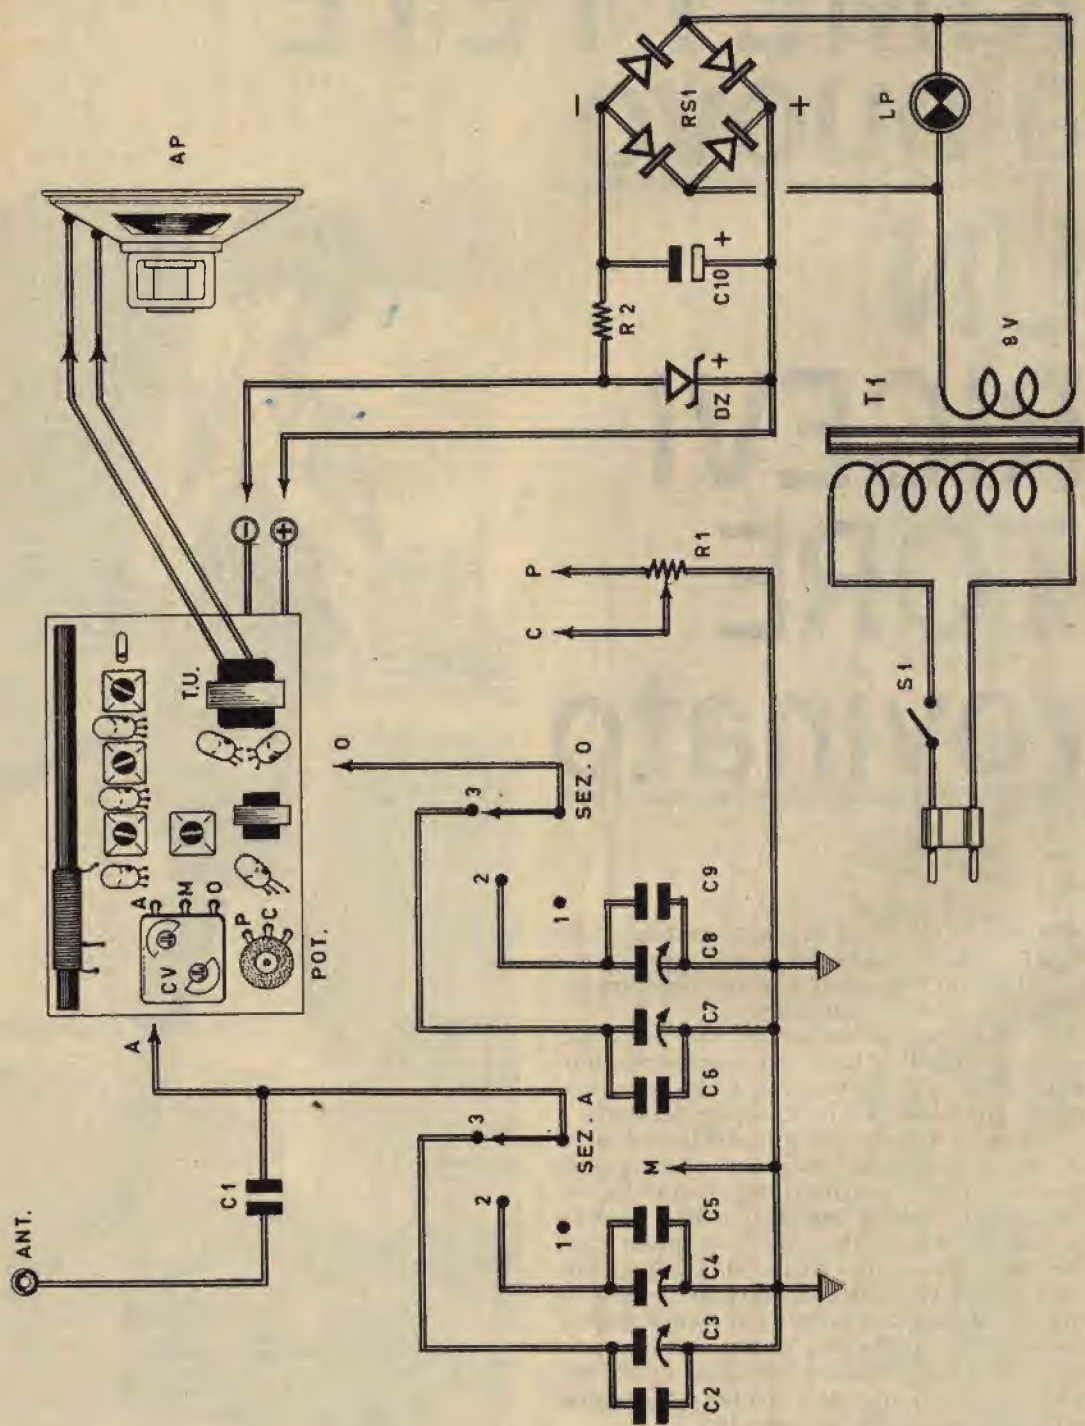 ANT.
C1
A
A
M
O
CV
P
C
POT.
T.U.
AP
O
3
2
1
SEZ. A
3
2
1
SEZ. O
C2
C3
C4
C5
M
C6
C7
C8
C9
C
P
R1
-
+
DZ
+
R2
C10
+
-
RS1
+
LP
8V
T1
S1